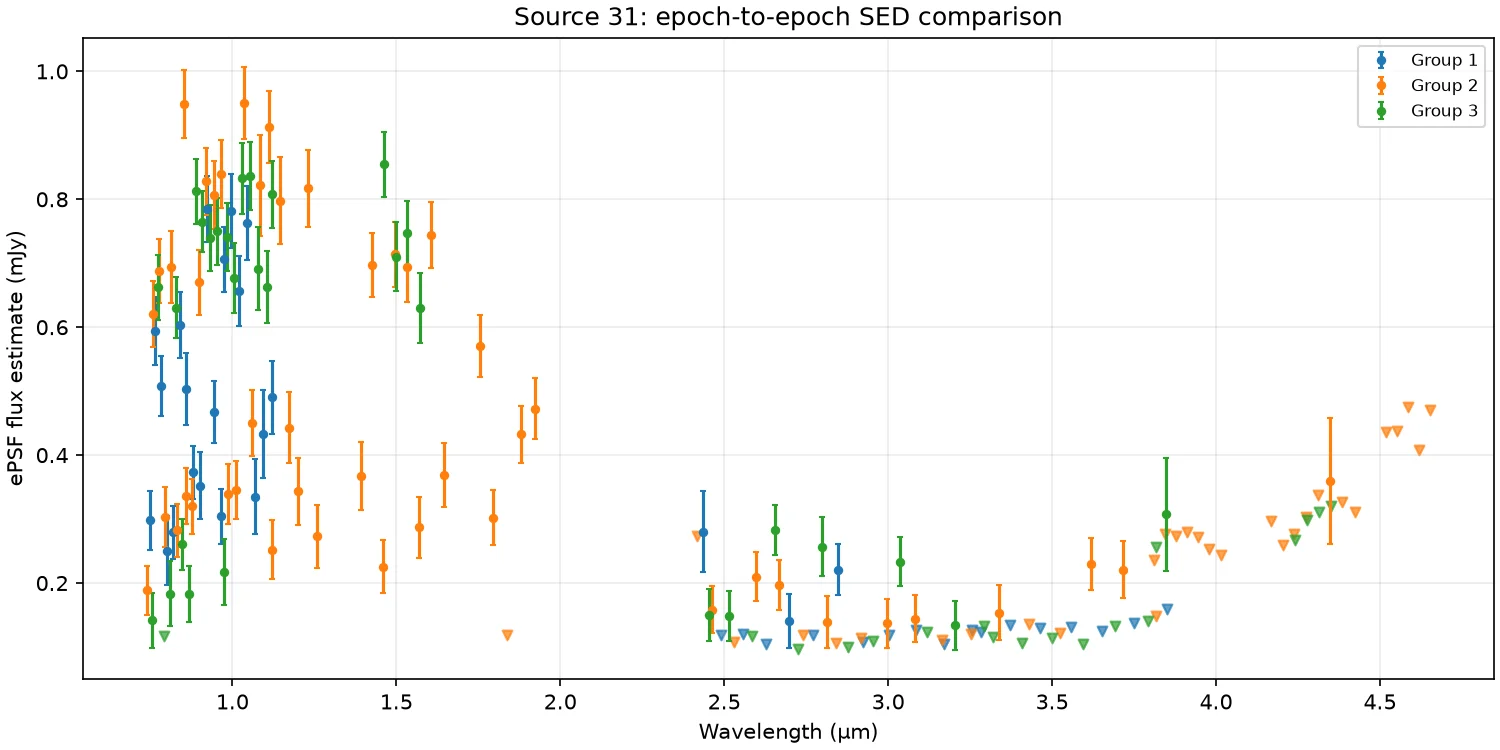 Source 31: epoch-to-epoch SED comparison
ePSF flux estimate (mJy)
1.0
0.8
0.6
0.4
0.2
Group 1
Group 2
Group 3
1.0 1.5 2.0 2.5 3.0 3.5 4.0 4.5
Wavelength (μm)